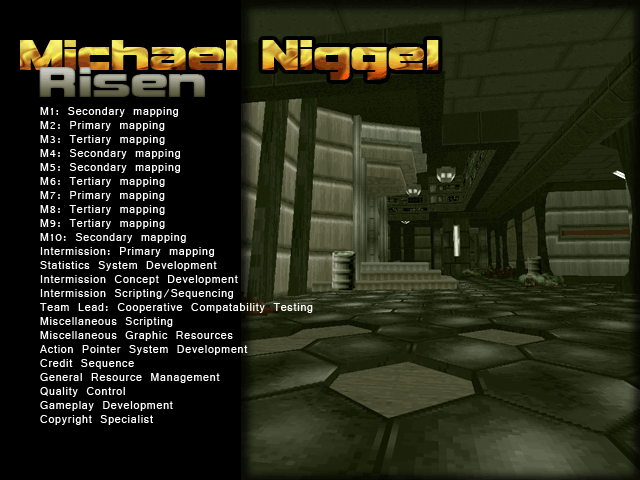 Michael Niggel
Risen
M1: Secondary mapping
M2: Primary mapping
M3: Tertiary mapping
M4: Secondary mapping
M5: Secondary mapping
M6: Tertiary mapping
M7: Primary mapping
M8: Tertiary mapping
M9: Tertiary mapping
M10: Secondary mapping
Intermission: Primary mapping
Statistics System Development
Intermission Concept Development
Intermission Scripting/Sequencing
Team Lead: Cooperative Compatability Testing
Miscellaneous Scripting
Miscellaneous Graphic Resources
Action Pointer System Development
Credit Sequence
General Resource Management
Quality Control
Gameplay Development
Copyright Specialist